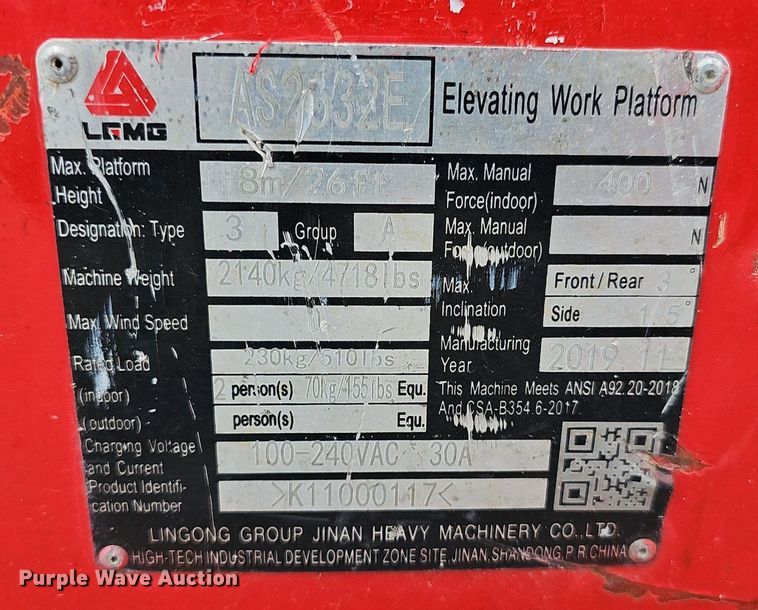 LGMG
AS2632E
Elevating Work Platform
Max. Platform Height 8m/26ft
Max. Manual Force(indoor) 400 N
Designation: Type 3 Group A
Max. Manual Force(outdoor) N
Machine Weight 2140kg/4718lbs
Max. Inclination Front/Rear 3°
Side 1.5°
Max. Wind Speed 0
Manufacturing Year 2019.11
Rated Load 230kg/510lbs
(indoor) 2 person(s) 70kg/155lbs Equ.
(outdoor) person(s) Equ.
This Machine Meets ANSI A92.20-2018
And CSA-B354.6-2017
Charging Voltage and Current 100-240VAC 30A
Product Identification Number >K11000117<
LINGONG GROUP JINAN HEAVY MACHINERY CO.,LTD.
HIGH-TECH INDUSTRIAL DEVELOPMENT ZONE SITE, JINAN, SHANDONG, P.R.CHINA
Purple Wave Auction